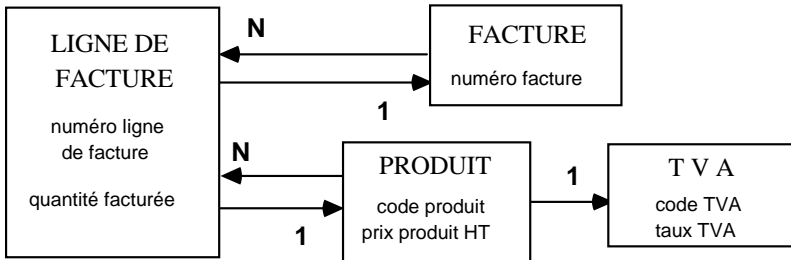 LIGNE DE
FACTURE
numéro ligne
de facture
quantité facturée
N
1
FACTURE
numéro facture
N
1
PRODUIT
code produit
prix produit HT
1
T V A
code TVA
taux TVA